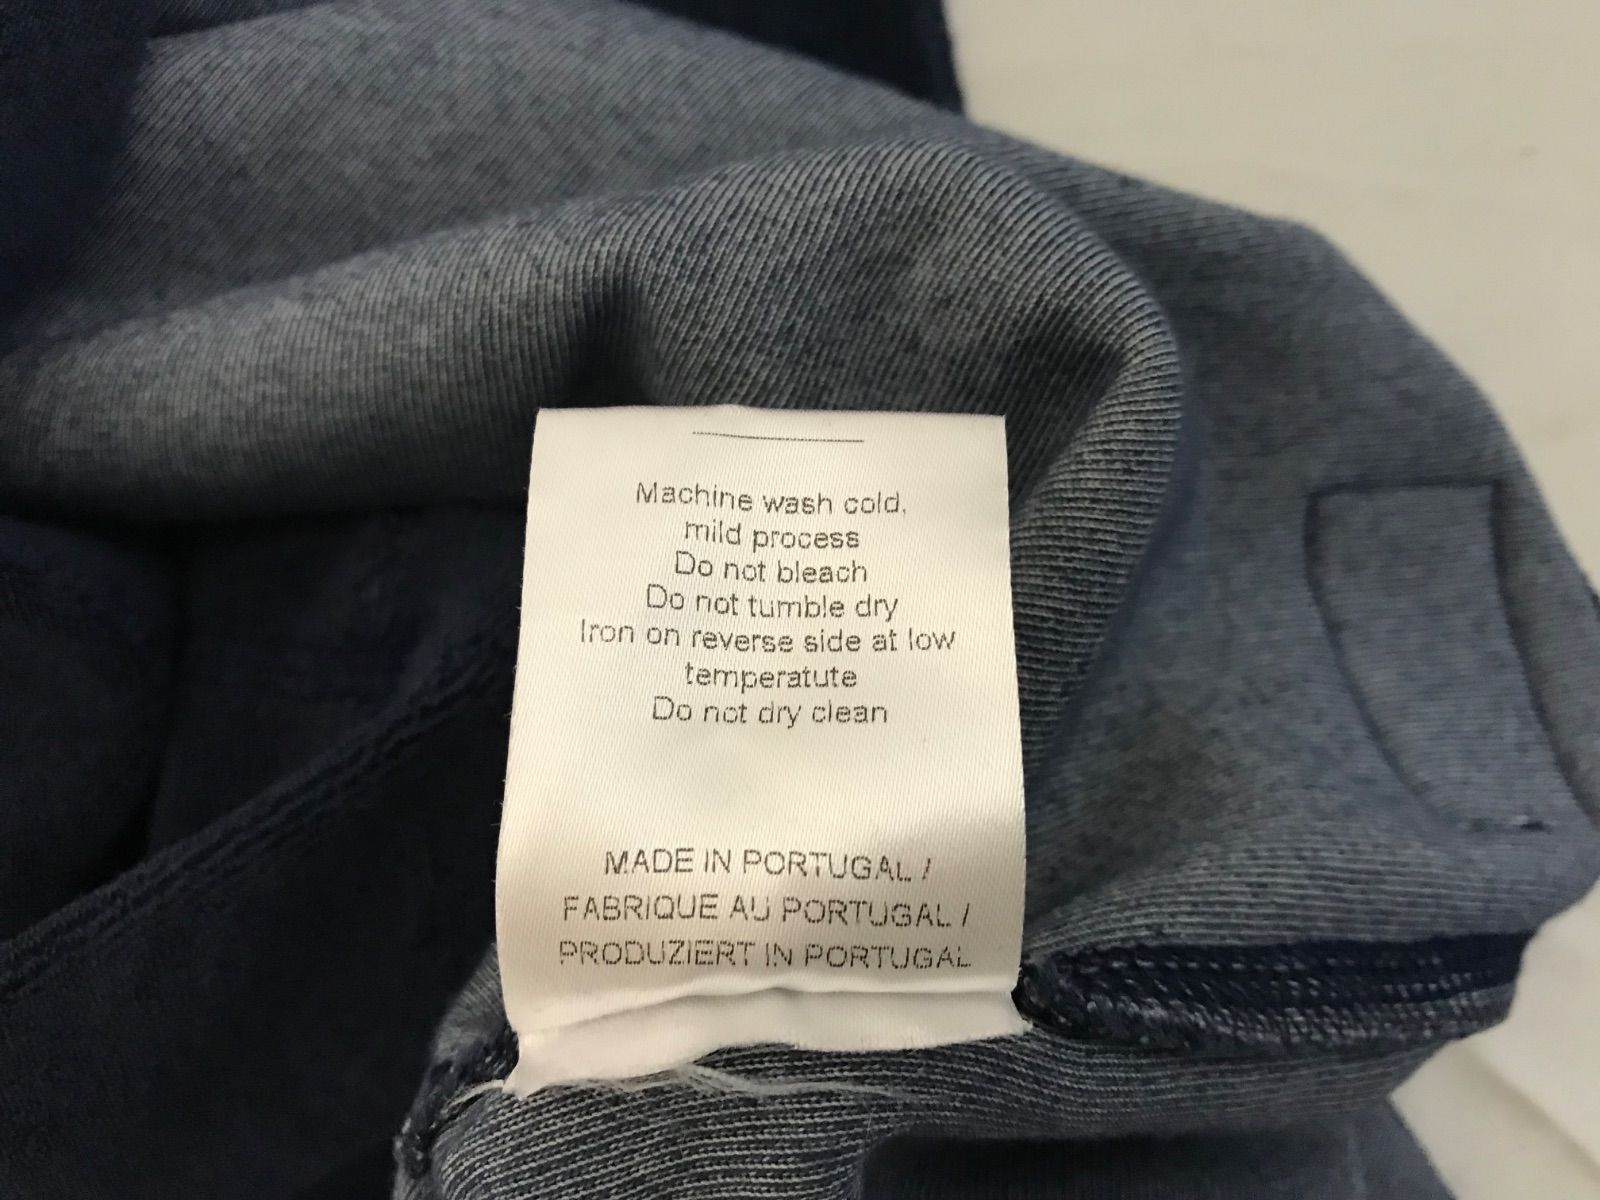 Machine wash cold,
mild process
Do not bleach
Do not tumble dry
Iron on reverse side at low
temperatute
Do not dry clean
MADE IN PORTUGAL /
FABRIQUE AU PORTUGAL /
PRODUZIERT IN PORTUGAL